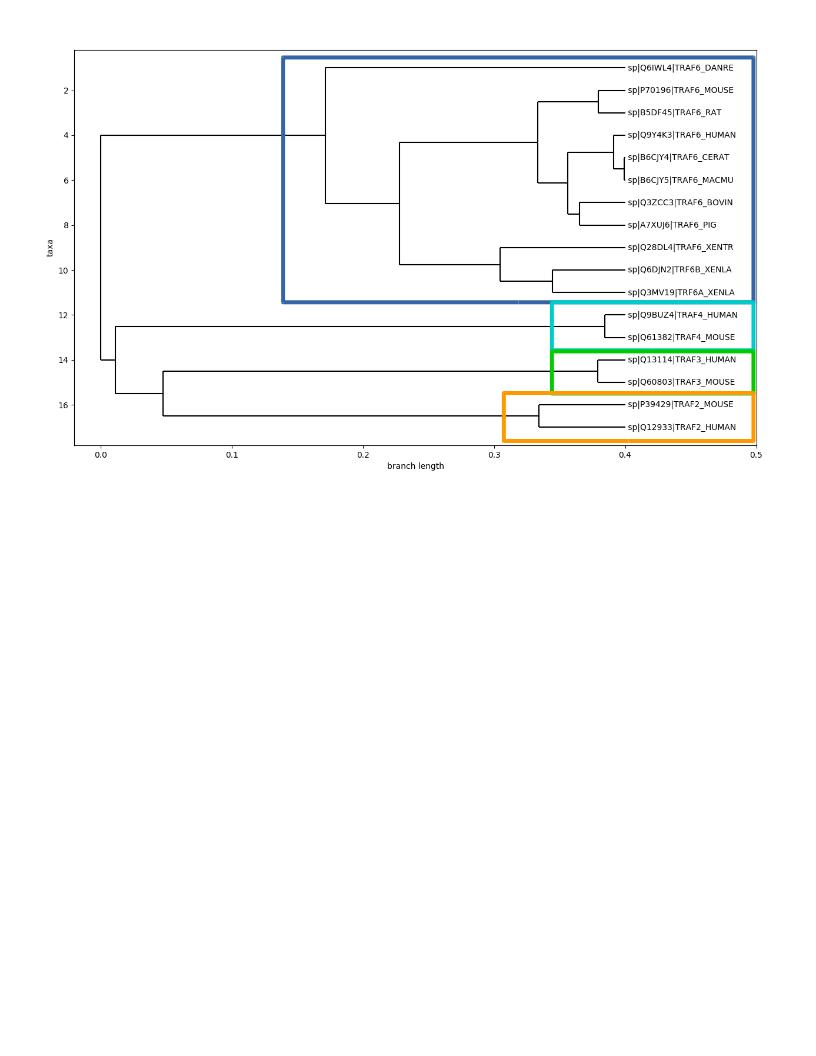 sp|Q6IWL4|TRAF6_DANRE
2
sp|P70196|TRAF6_MOUSE
sp|B5DF45|TRAF6_RAT
4
sp|Q9Y4K3|TRAF6_HUMAN
sp|B6CJY4|TRAF6_CERAT
6
sp|B6CJY5|TRAF6_MACMU
sp|Q3ZCC3|TRAF6_BOVIN
8
sp|A7XUJ6|TRAF6_PIG
sp|Q28DL4|TRAF6_XENTR
taxa
10
sp|Q6DJN2|TRF6B_XENLA
sp|Q3MV19|TRF6A_XENLA
12
sp|Q9BUZ4|TRAF4_HUMAN
sp|Q61382|TRAF4_MOUSE
14
sp|Q13114|TRAF3_HUMAN
sp|Q60803|TRAF3_MOUSE
16
sp|P39429|TRAF2_MOUSE
sp|Q12933|TRAF2_HUMAN
0.0 0.1 0.2 0.3 0.4 0.5
branch length